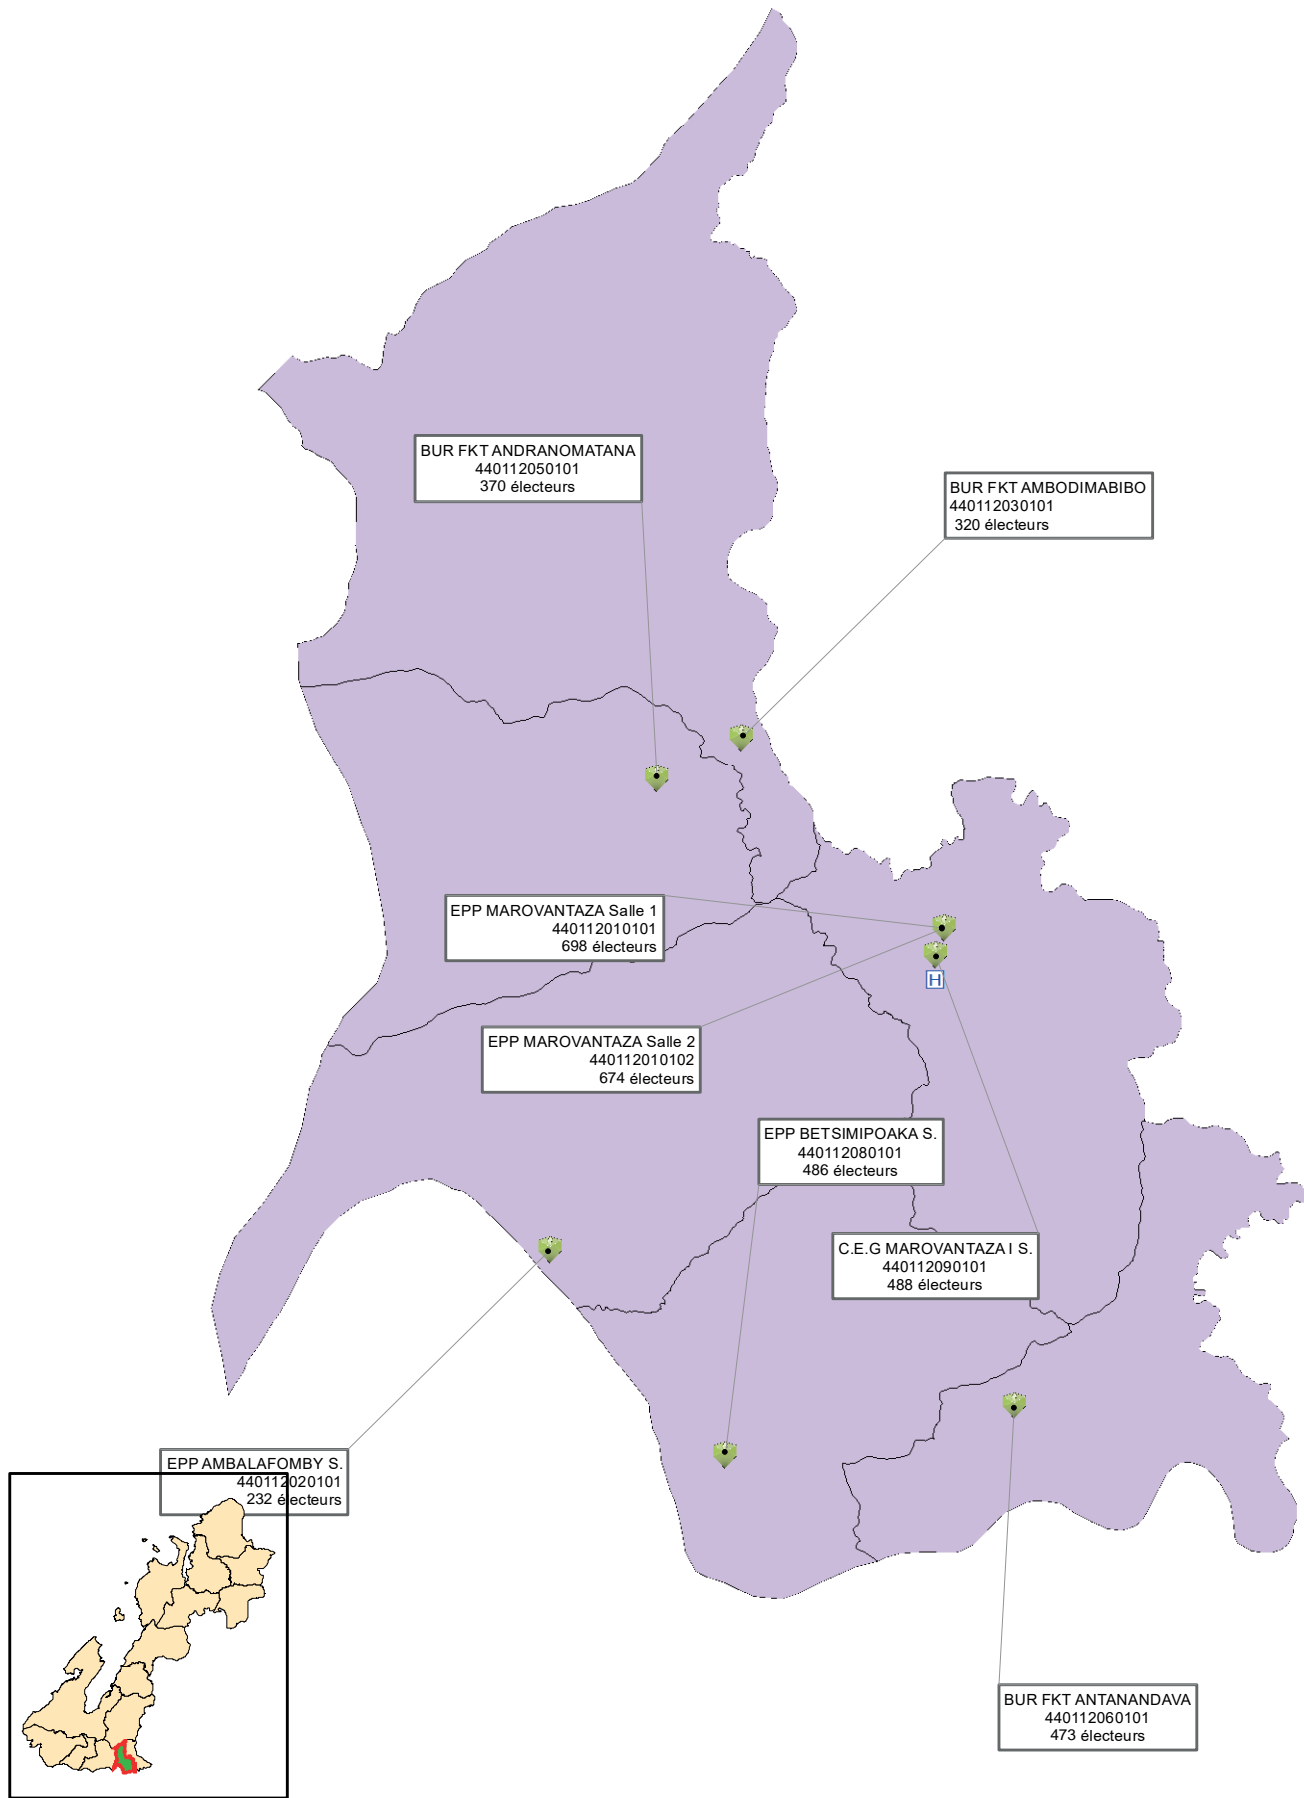 BUR FKT ANDRANOMATANA
440112050101
370 électeurs
BUR FKT AMBODIMABIBO
440112030101
320 électeurs
EPP MAROVANTAZA Salle 1
440112010101
698 électeurs
H
EPP MAROVANTAZA Salle 2
440112010102
674 électeurs
EPP BETSIMIPOAKA S.
440112080101
486 électeurs
C.E.G MAROVANTAZA I S.
440112090101
488 électeurs
EPP AMBALAFOMBY S.
440112020101
232 électeurs
BUR FKT ANTANANDAVA
440112060101
473 électeurs